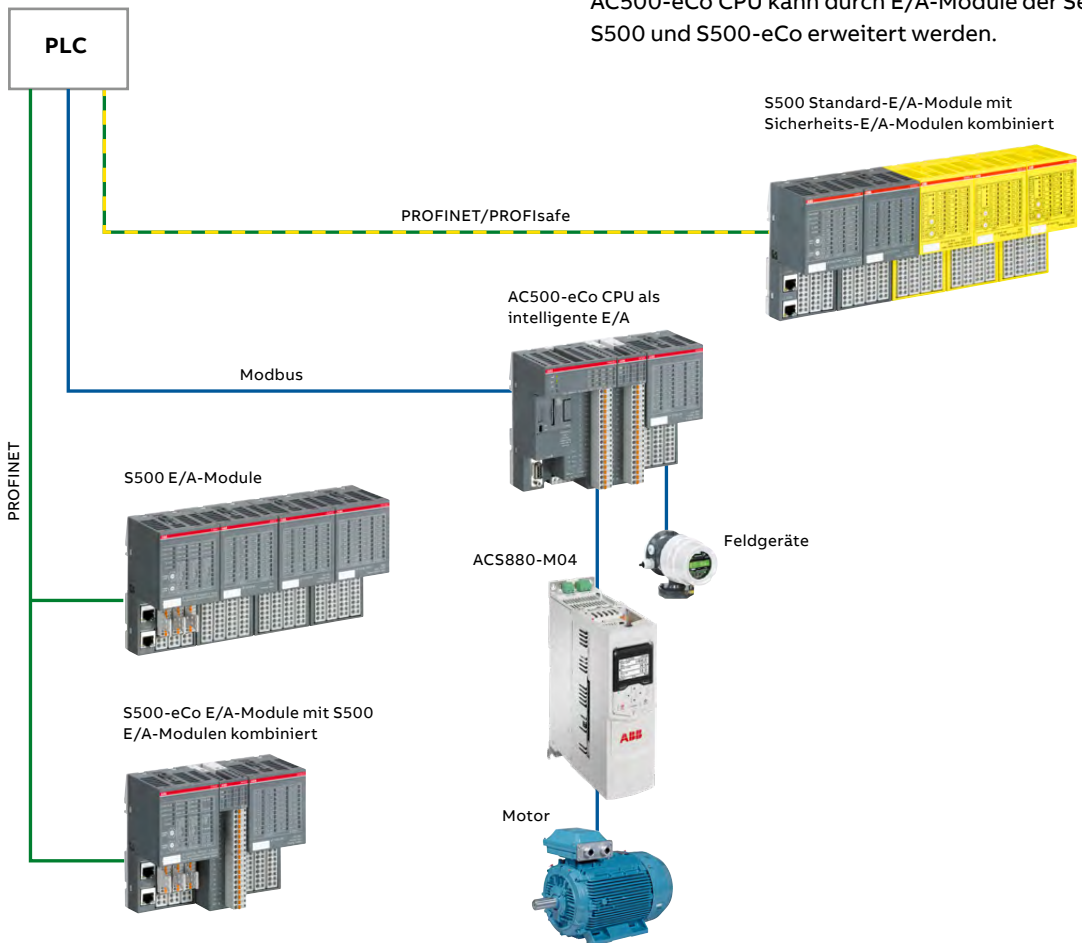 AC500-eCo CPU kann durch E/A-Module der Se
S500 und S500-eCo erweitert werden.
PLC
S500 Standard-E/A-Module mit
Sicherheits-E/A-Modulen kombiniert
PROFINET/PROFIsafe
AC500-eCo CPU als
intelligente E/A
Modbus
PROFINET
S500 E/A-Module
Feldgeräte
ACS880-M04
ABB
S500-eCo E/A-Module mit S500
E/A-Modulen kombiniert
Motor